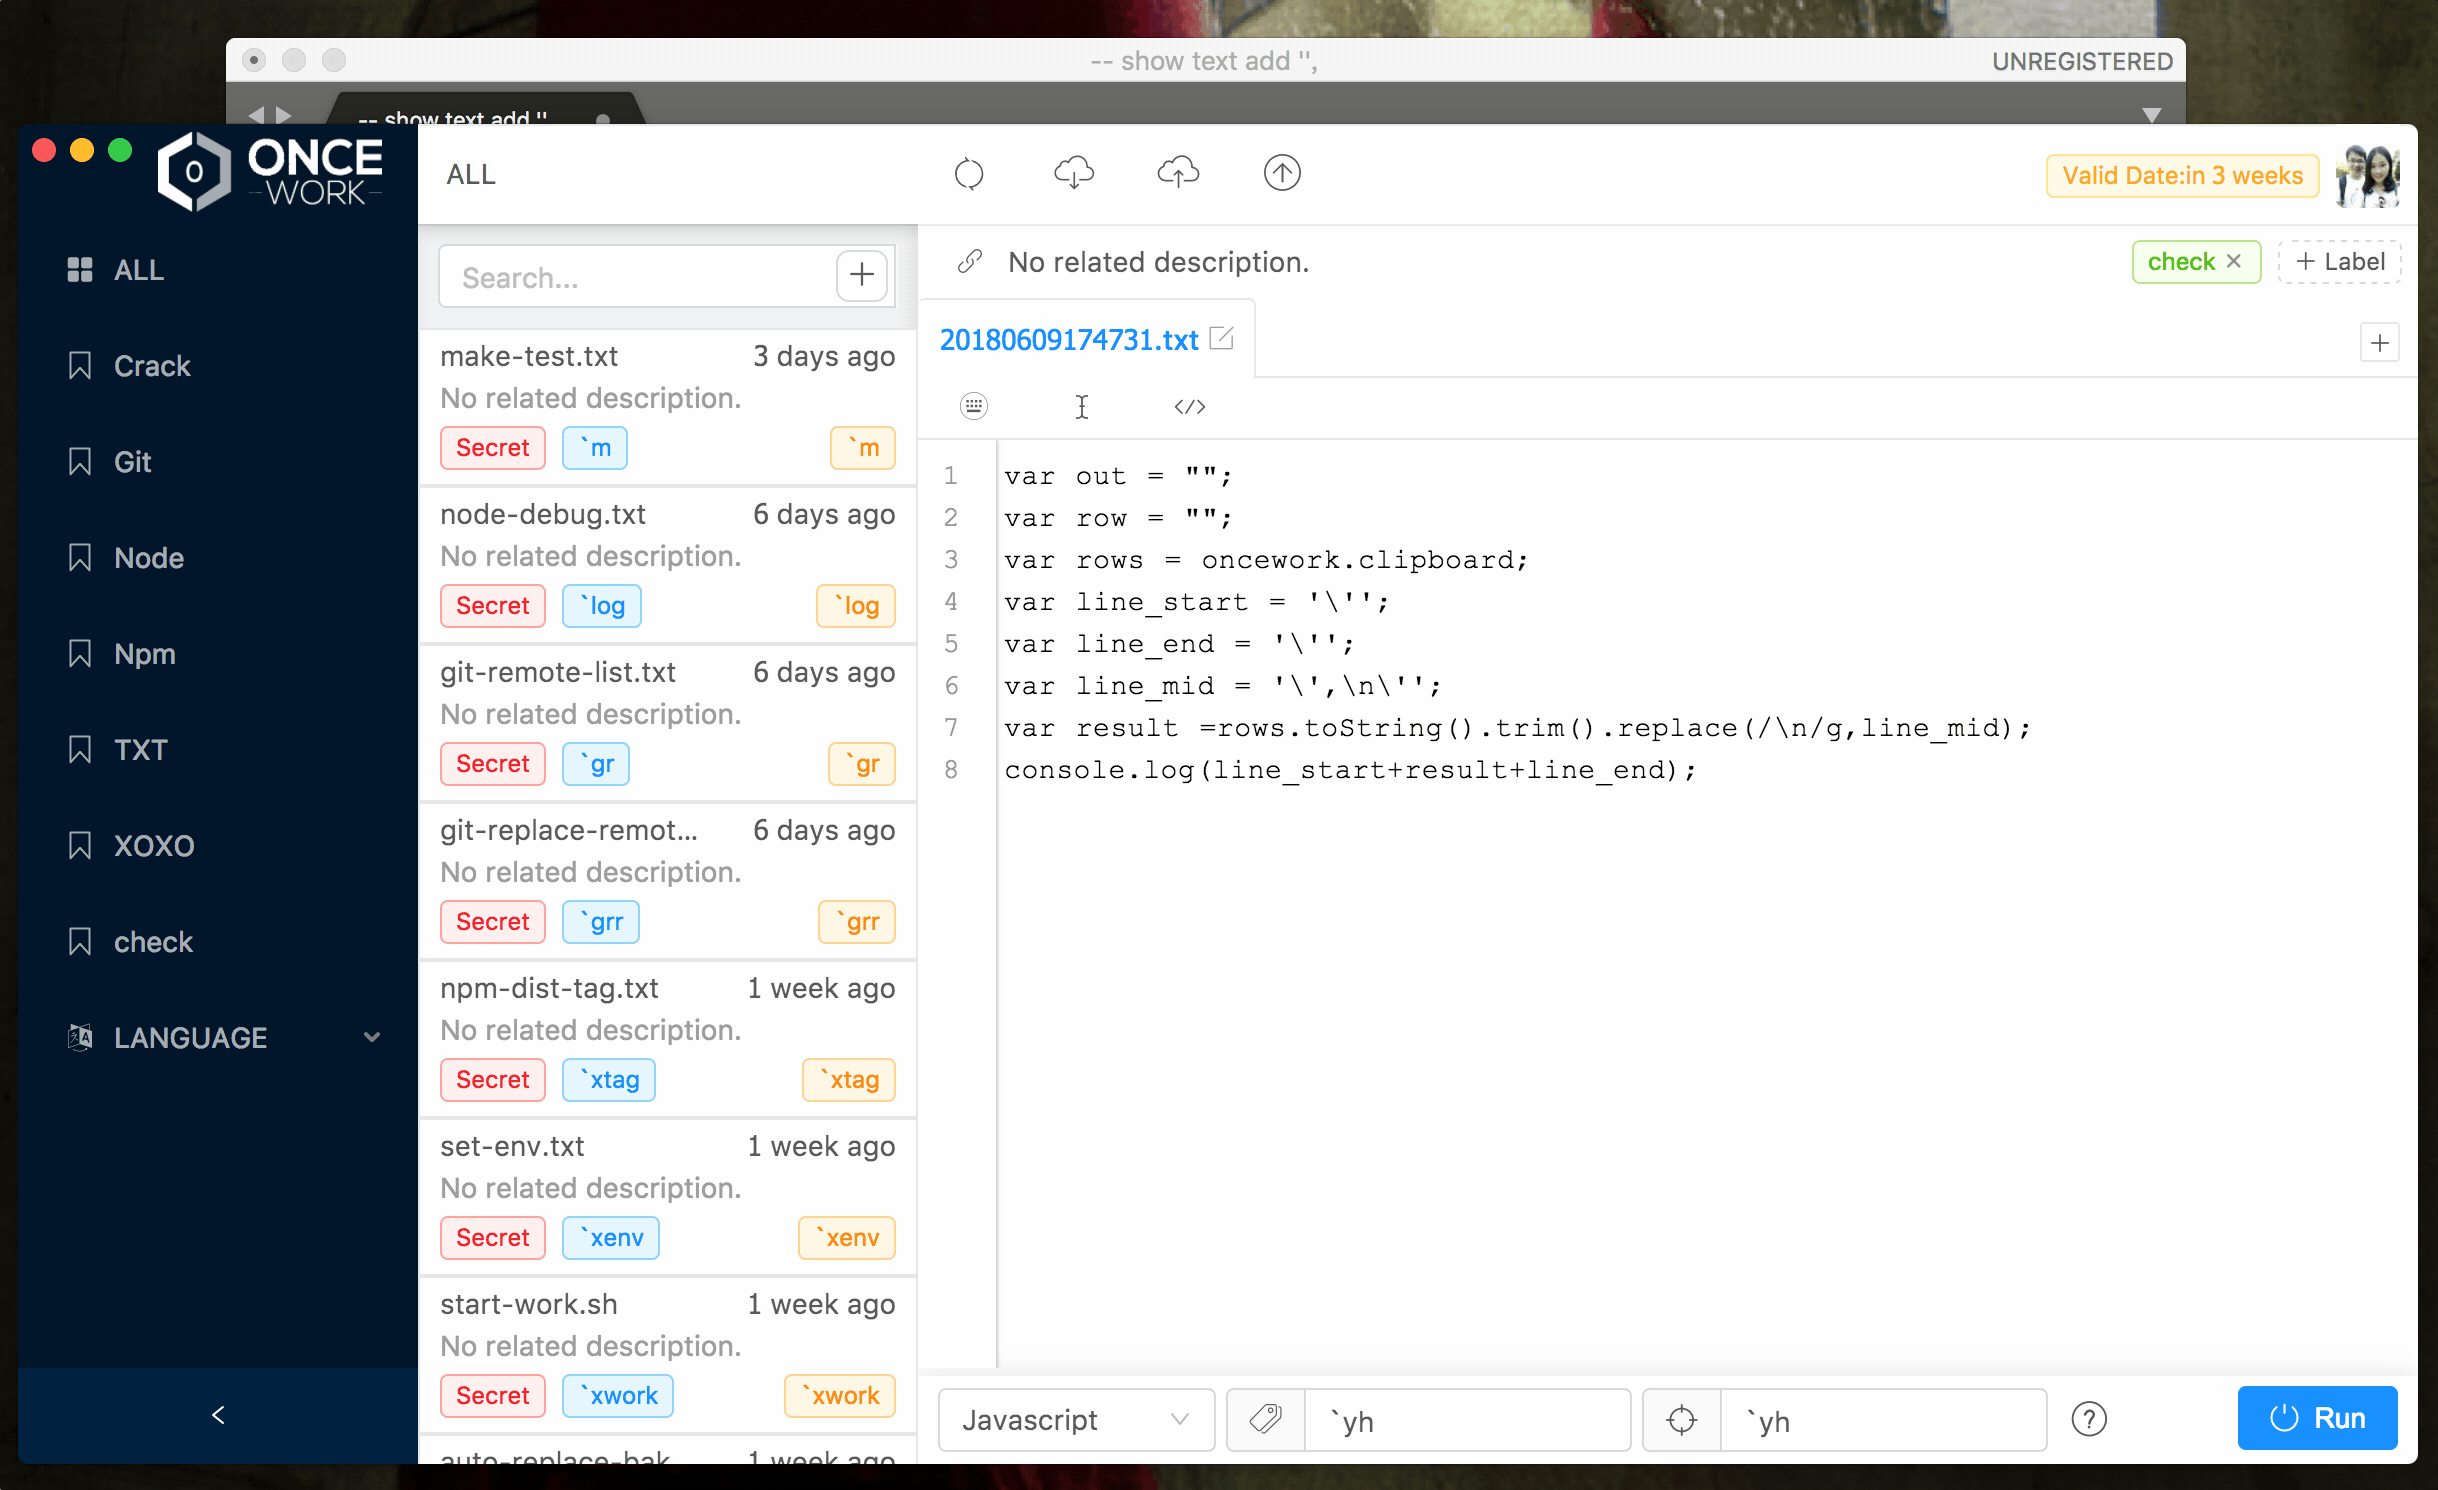 -- show text add '',
UNREGISTERED
-- show text add ''
ONCE
WORK
ALL
Crack
Git
Node
Npm
TXT
XOXO
check
LANGUAGE
ALL
Valid Date:in 3 weeks
Search...
make-test.txt 3 days ago
No related description.
Secret `m `m
node-debug.txt 6 days ago
No related description.
Secret `log `log
git-remote-list.txt 6 days ago
No related description.
Secret `gr `gr
git-replace-remot... 6 days ago
No related description.
Secret `grr `grr
npm-dist-tag.txt 1 week ago
No related description.
Secret `xtag `xtag
set-env.txt 1 week ago
No related description.
Secret `xenv `xenv
start-work.sh 1 week ago
No related description.
Secret `xwork `xwork
auto-replace-bak 1 week ago
No related description.
check × + Label
20180609174731.txt
1 var out = "";
2 var row = "";
3 var rows = oncework.clipboard;
4 var line_start = '\'';
5 var line_end = '\'';
6 var line_mid = '\',\n\'';
7 var result =rows.toString().trim().replace(/\n/g,line_mid);
8 console.log(line_start+result+line_end);
Javascript `yh `yh Run